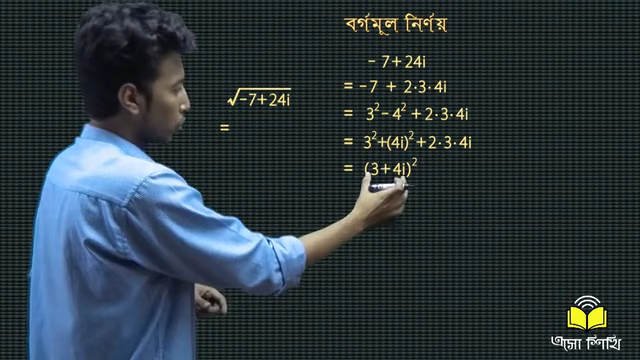 বর্গমূল নির্ণয়
- 7 + 24i
= -7 + 2·3·4i
√-7+24i
= 3²- 4² + 2·3·4i
=
= 3²+(4i)² + 2·3·4i
= (3+4i)²
এসো শিখি